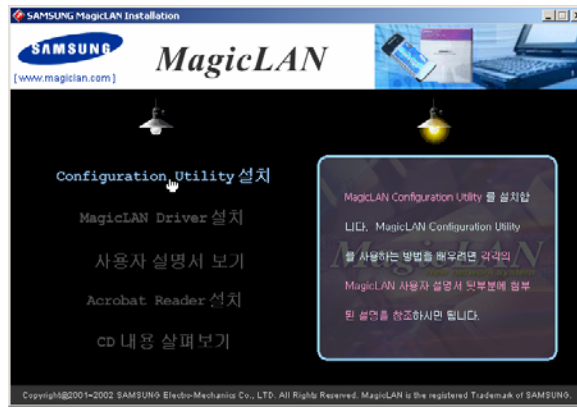 SAMSUNG MagicLAN Installation
SAMSUNG
(www.magiclan.com)
MagicLAN
Configuration Utility 설치
MagicLAN Driver 설치
사용자 설명서 보기
Acrobat Reader 설치
CD 내용 살펴보기
MagicLAN Configuration Utility 를 설치합
니다. MagicLAN Configuration Utility
를 사용하는 방법을 배우려면 각각의
MagicLAN 사용자 설명서 뒷부분에 첨부
된 설명을 참조하시면 됩니다.
MagicLAN
Copyright@2001-2002 SAMSUNG Electro-Mechanics Co., LTD. All Rights Reserved. MagicLAN is the registered Trademark of SAMSUNG.